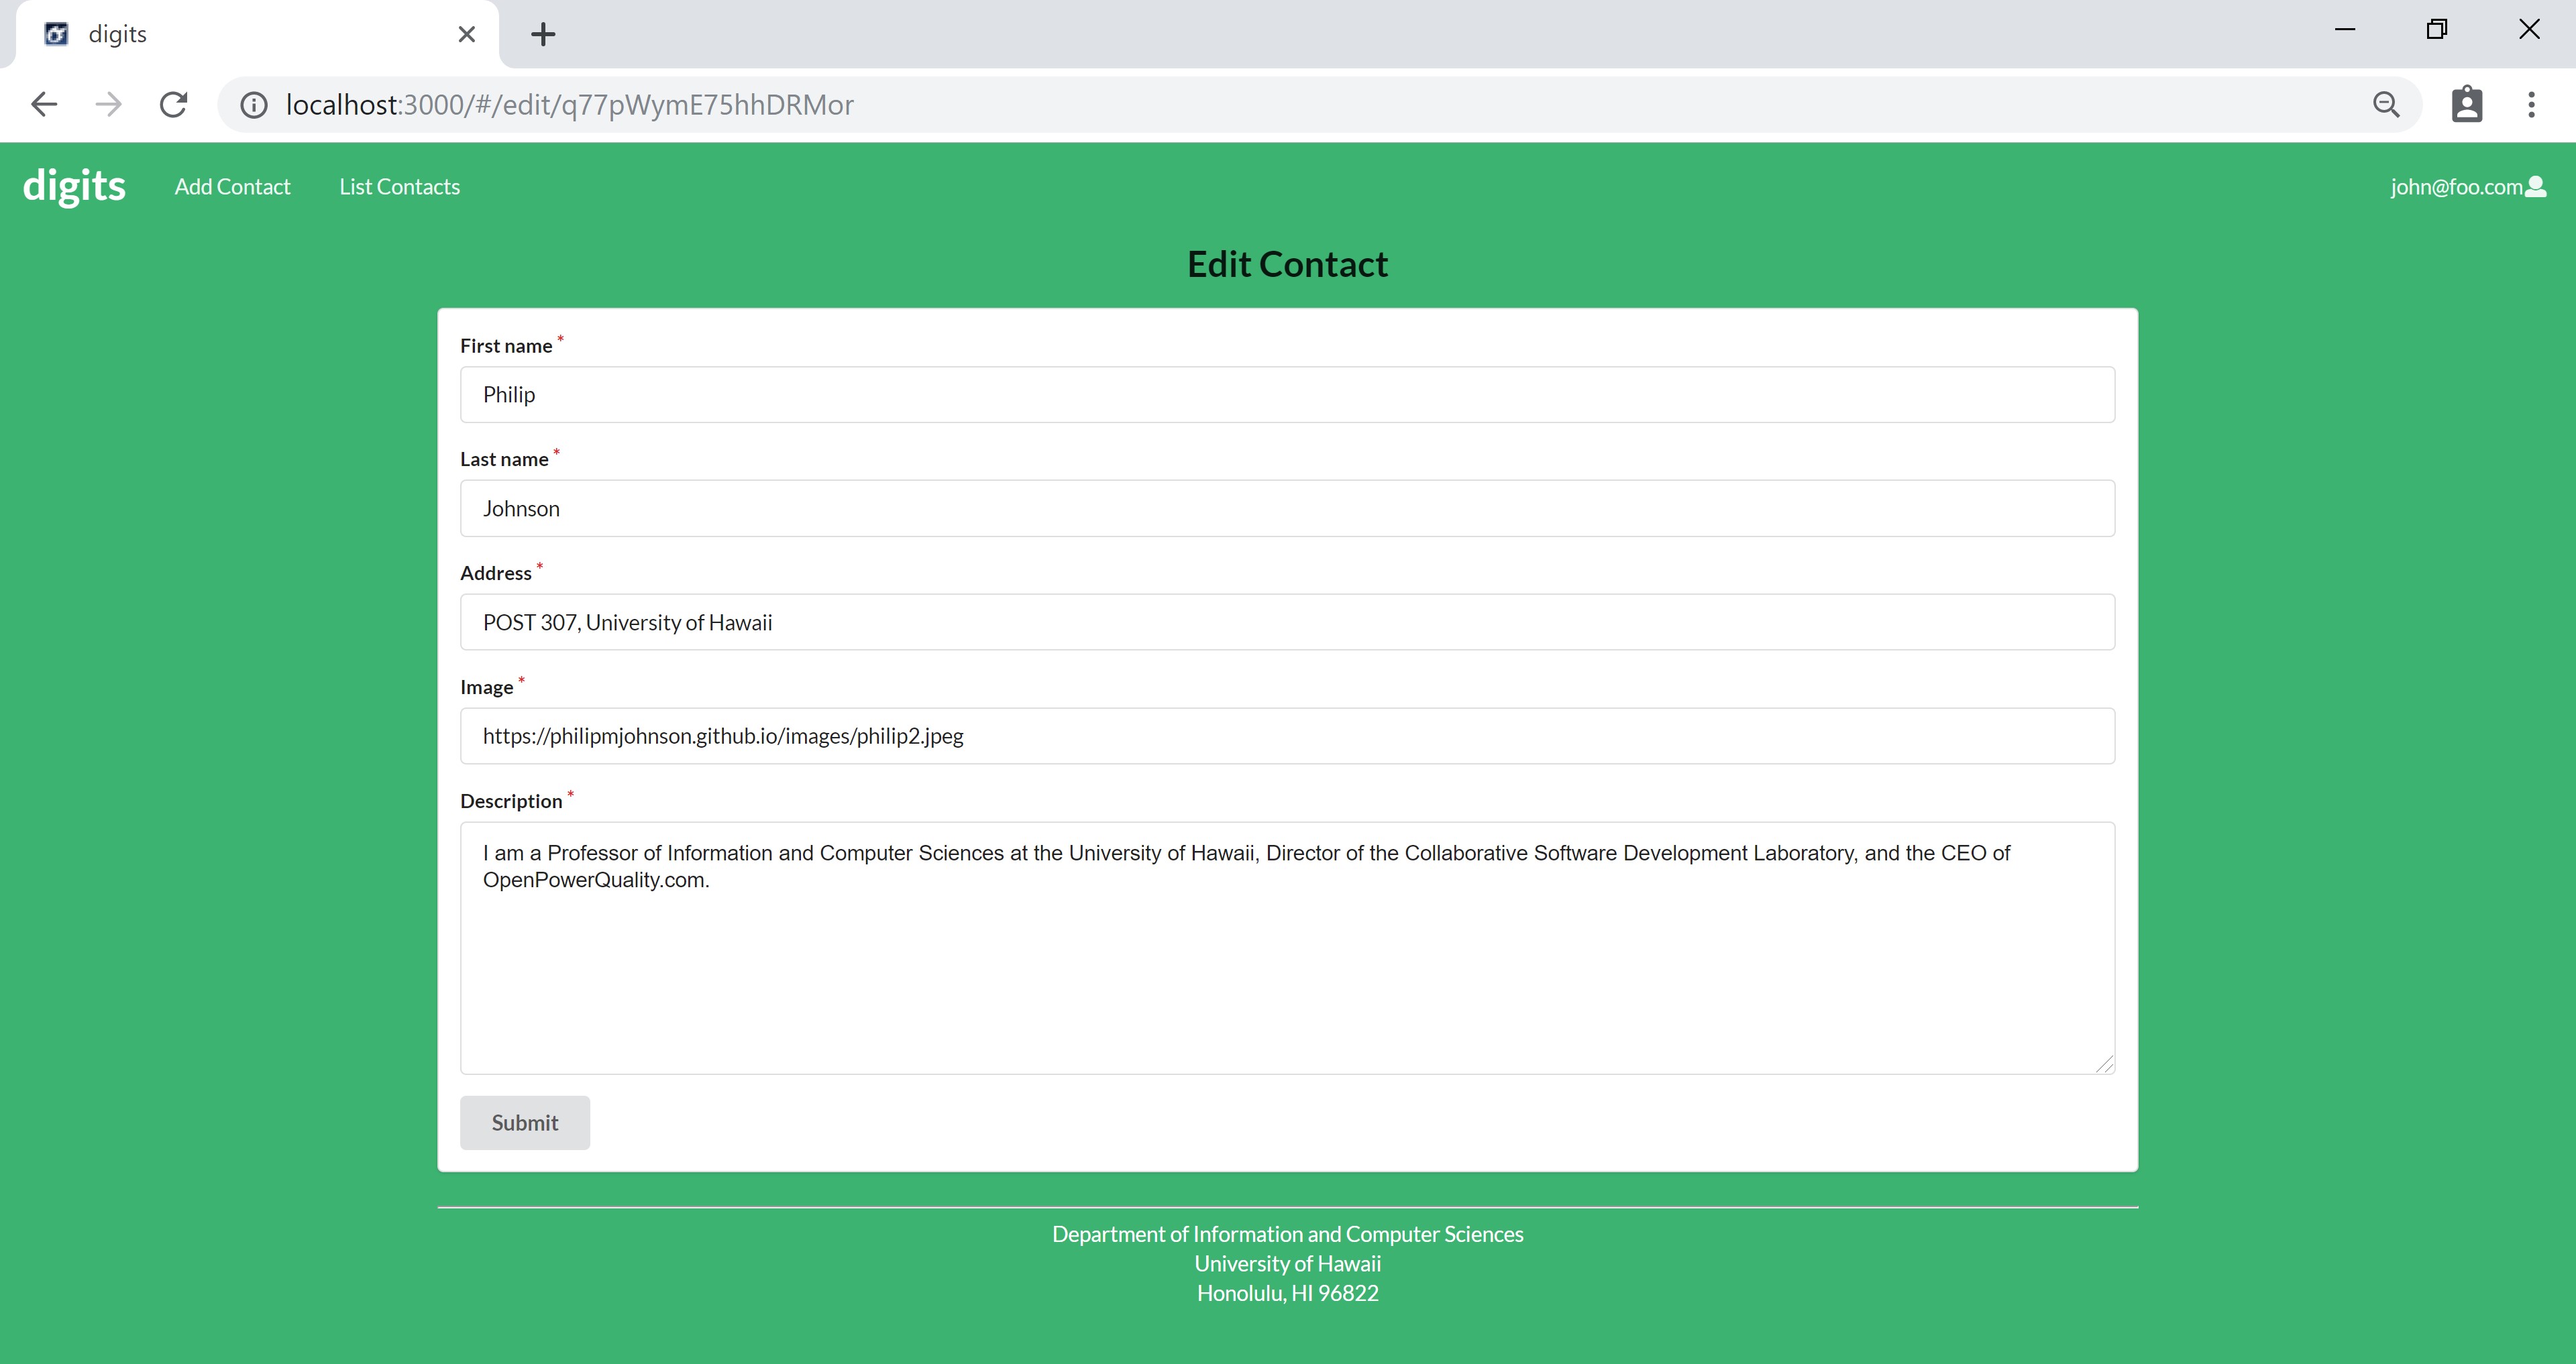 digits
localhost:3000/#/edit/q77pWymE75hhDRMor
digits Add Contact List Contacts john@foo.com
Edit Contact
First name *
Philip
Last name *
Johnson
Address *
POST 307, University of Hawaii
Image *
https://philipmjohnson.github.io/images/philip2.jpeg
Description *
I am a Professor of Information and Computer Sciences at the University of Hawaii, Director of the Collaborative Software Development Laboratory, and the CEO of
OpenPowerQuality.com.
Submit
Department of Information and Computer Sciences
University of Hawaii
Honolulu, HI 96822